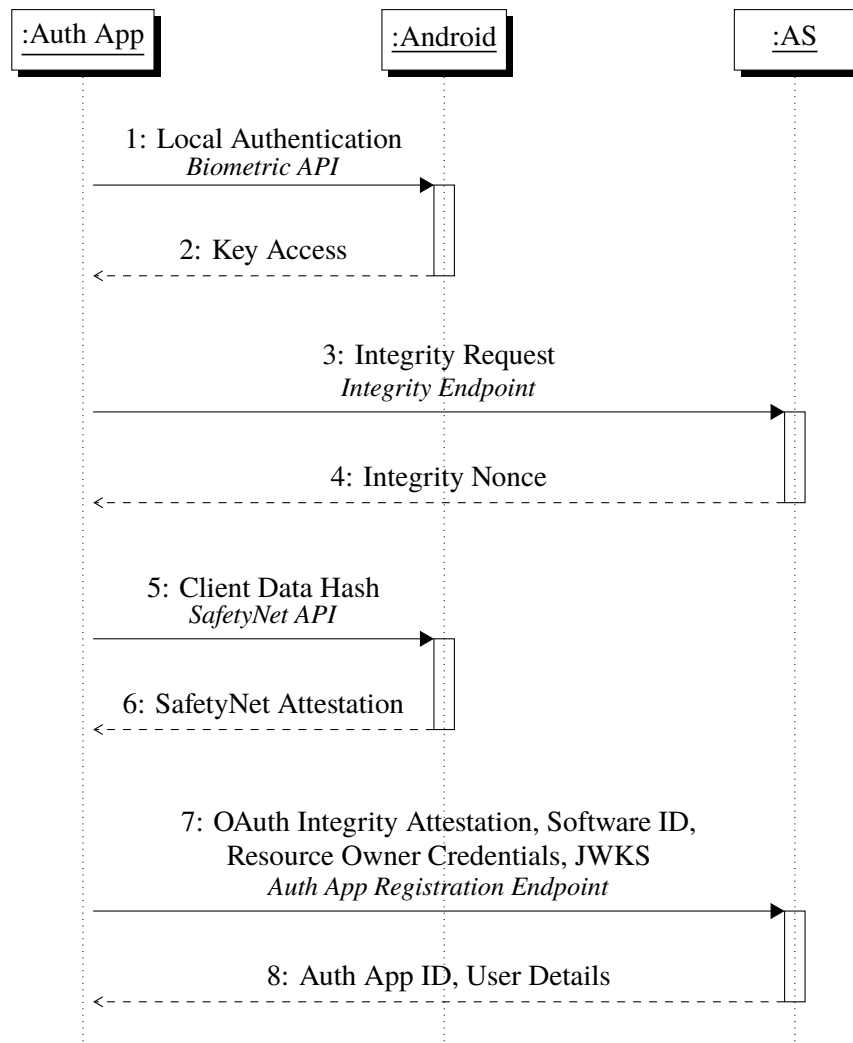 :Auth App
:Android
:AS
1: Local Authentication
Biometric API
2: Key Access
3: Integrity Request
Integrity Endpoint
4: Integrity Nonce
5: Client Data Hash
SafetyNet API
6: SafetyNet Attestation
7: OAuth Integrity Attestation, Software ID,
Resource Owner Credentials, JWKS
Auth App Registration Endpoint
8: Auth App ID, User Details